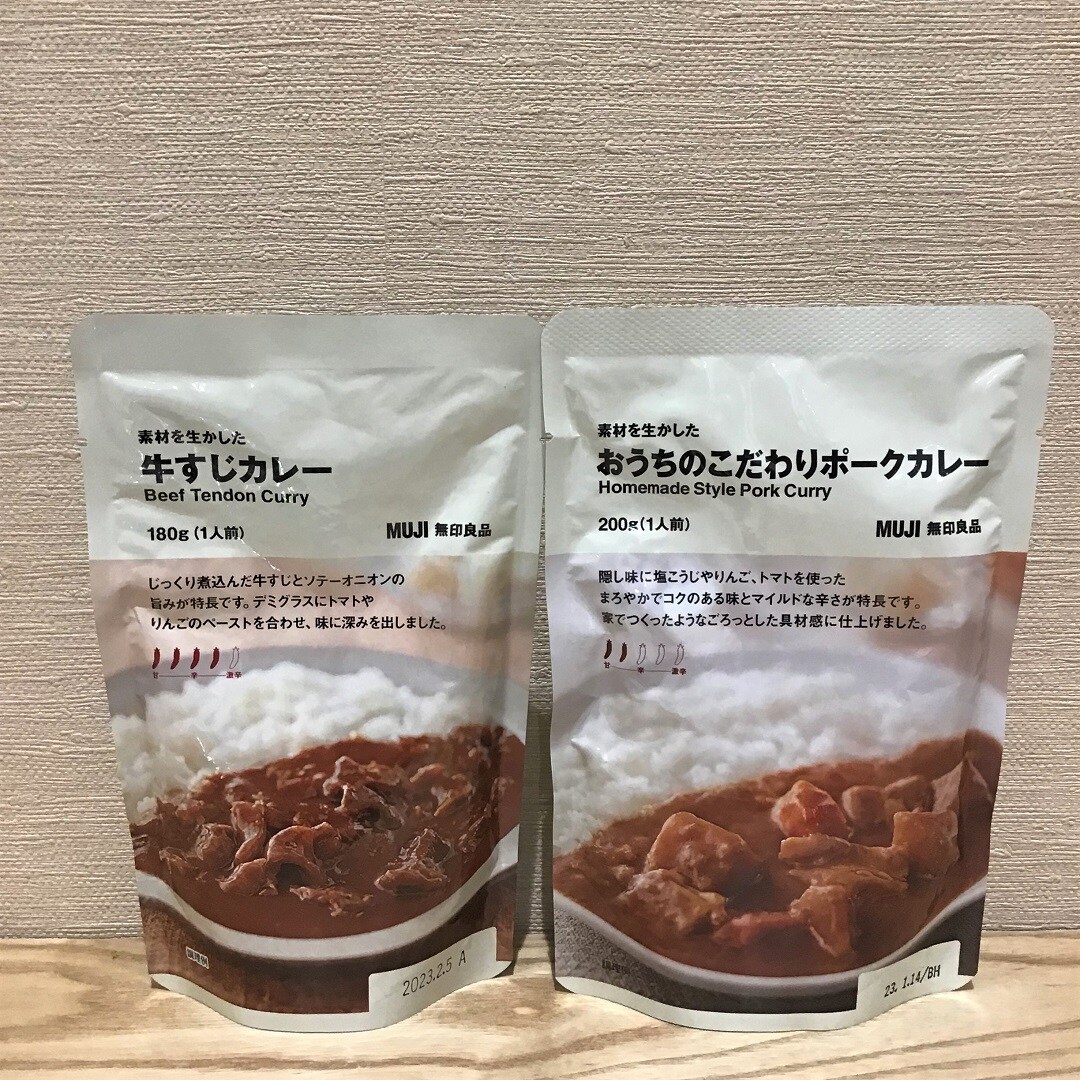 素材を生かした
牛すじカレー
Beef Tendon Curry
180g(1人前)
MUJI 無印良品
じっくり煮込んだ牛すじとソテーオニオンの
旨みが特長です。デミグラスにトマトや
りんごのペーストを合わせ、味に深みを出しました。
甘 辛 激辛
調理例
2023.2.5 A
素材を生かした
おうちのこだわりポークカレー
Homemade Style Pork Curry
200g(1人前)
MUJI 無印良品
隠し味に塩こうじやりんご、トマトを使った
まろやかでコクのある味とマイルドな辛さが特長です。
家でつくったようなごろっとした具材感に仕上げました。
甘 辛 激辛
23. 1.14/BH